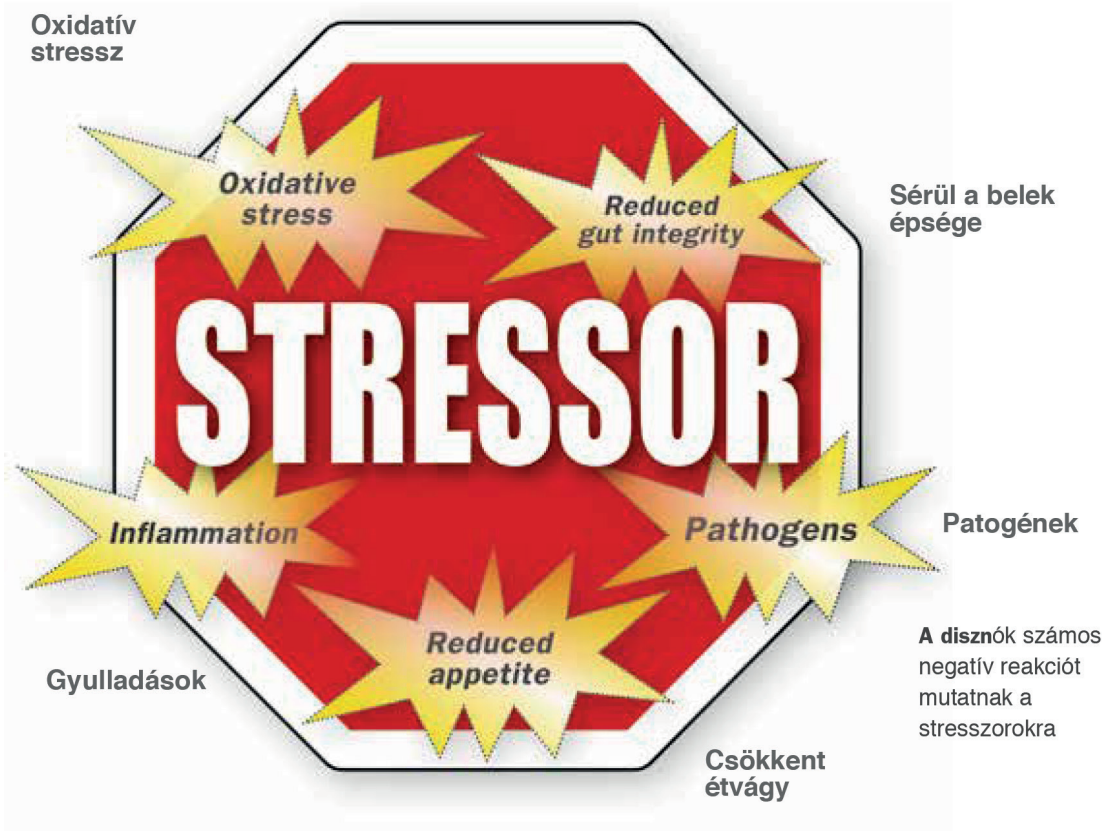 Oxidatív
stressz
Oxidative
stress
Reduced
gut integrity
Sérül a belek
épsége
STRESSOR
Inflammation
Pathogens
Patogének
Reduced
appetite
Gyulladások
A disznók számos
negatív reakciót
mutatnak a
stresszorokra
Csökkent
étvágy